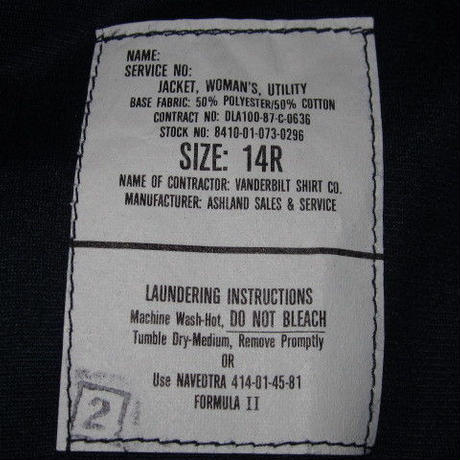 NAME:
SERVICE NO:
JACKET, WOMAN'S, UTILITY
BASE FABRIC: 50% POLYESTER/50% COTTON
CONTRACT NO: DLA100-87-C-0636
STOCK NO: 8410-01-073-0296
SIZE: 14R
NAME OF CONTRACTOR: VANDERBILT SHIRT CO.
MANUFACTURER: ASHLAND SALES & SERVICE
LAUNDERING INSTRUCTIONS
Machine Wash-Hot, DO NOT BLEACH
Tumble Dry-Medium, Remove Promptly
OR
Use NAVEDTRA 414-01-45-81
FORMULA II
2